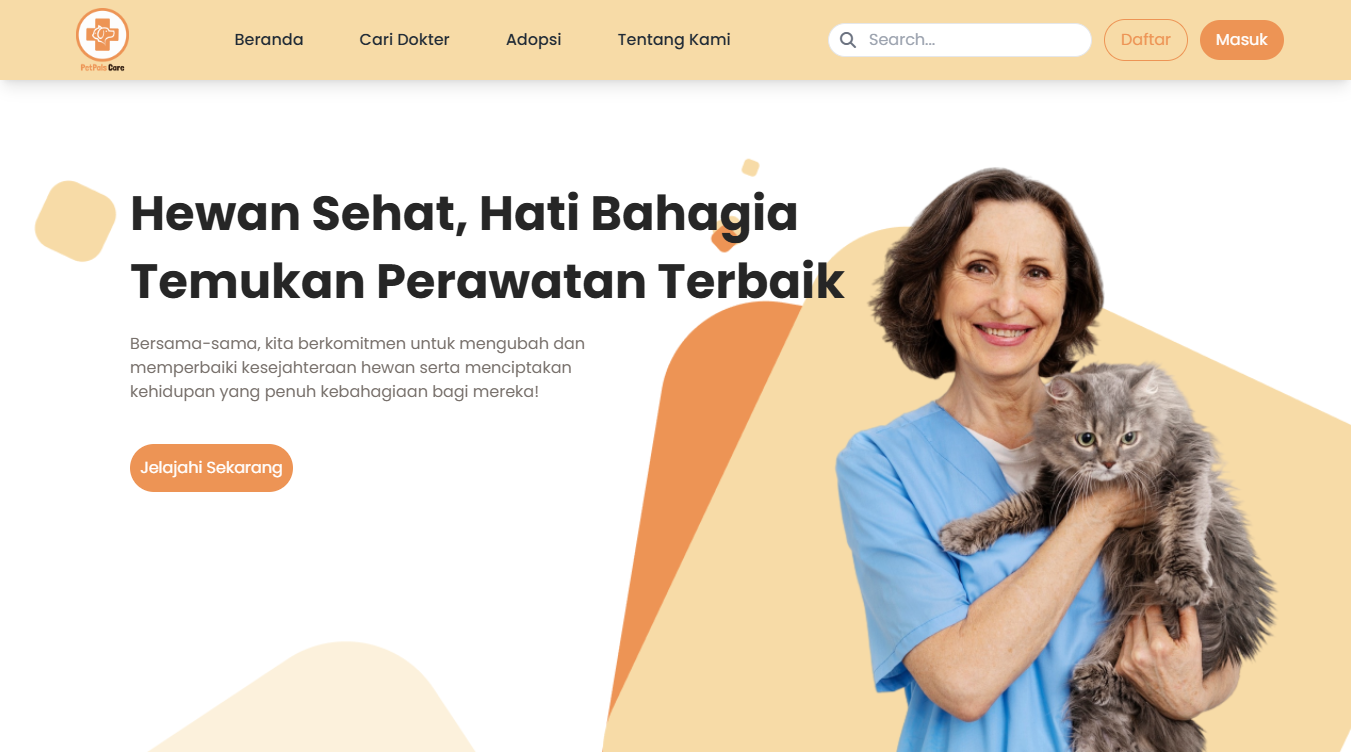 PetPals Care
Beranda
Cari Dokter
Adopsi
Tentang Kami
Search...
Daftar
Masuk
Hewan Sehat, Hati Bahagia
Temukan Perawatan Terbaik
Bersama-sama, kita berkomitmen untuk mengubah dan
memperbaiki kesejahteraan hewan serta menciptakan
kehidupan yang penuh kebahagiaan bagi mereka!
Jelajahi Sekarang